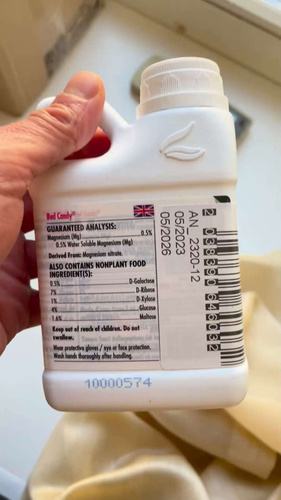 Bud Candy®
GUARANTEED ANALYSIS:
Magnesium (Mg) 0.5%
0.5% Water Soluble Magnesium (Mg)
Derived From: Magnesium nitrate.
ALSO CONTAINS NONPLANT FOOD
INGREDIENT(S):
0.5% D-Galactose
7% D-Ribose
1% D-Xylose
4% Glucose
1.6% Maltose
Keep out of reach of children. Do not
swallow.
Wear protective gloves / eye or face protection.
Wash hands thoroughly after handling.
AN_ 2320-12
05/2023
05/2026
10000574